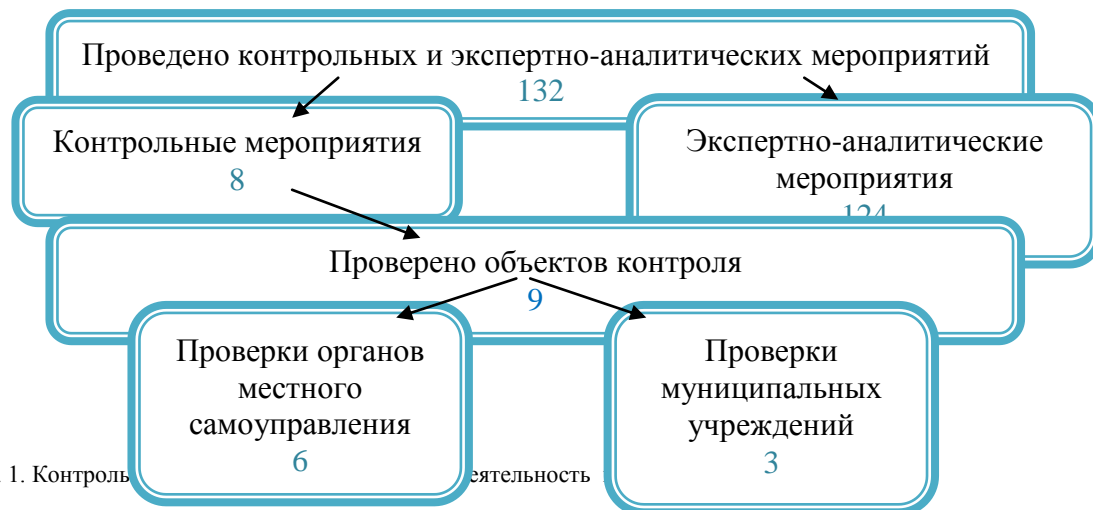 Проведено контрольных и экспертно-аналитических мероприятий
132
Контрольные мероприятия
8
Экспертно-аналитические
мероприятия
124
Проверено объектов контроля
9
Проверки органов
местного
самоуправления
6
Проверки
муниципальных
учреждений
3
1. Контроль еятельность